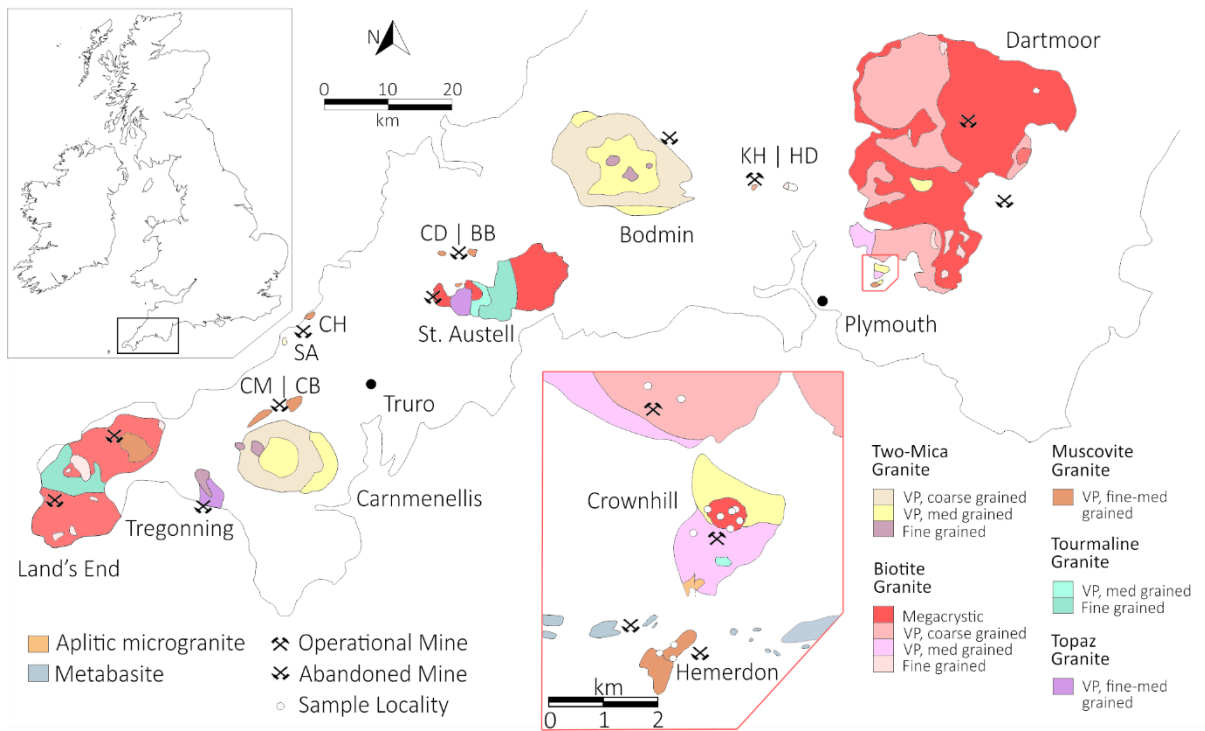 Dartmoor
N
0 10 20
km
KH | HD
Bodmin
CD | BB
St. Austell
Plymouth
CH
SA
CM | CB
Truro
Carnmenellis
Tregonning
Land's End
Crownhill
Hemerdon
km
0 1 2
Aplitic microgranite
Metabasite
Operational Mine
Abandoned Mine
Sample Locality
Two-Mica
Granite
VP, coarse grained
VP, med grained
Fine grained
Biotite
Granite
Megacrystic
VP, coarse grained
VP, med grained
Fine grained
Muscovite
Granite
VP, fine-med
grained
Tourmaline
Granite
VP, med grained
Fine grained
Topaz
Granite
VP, fine-med
grained